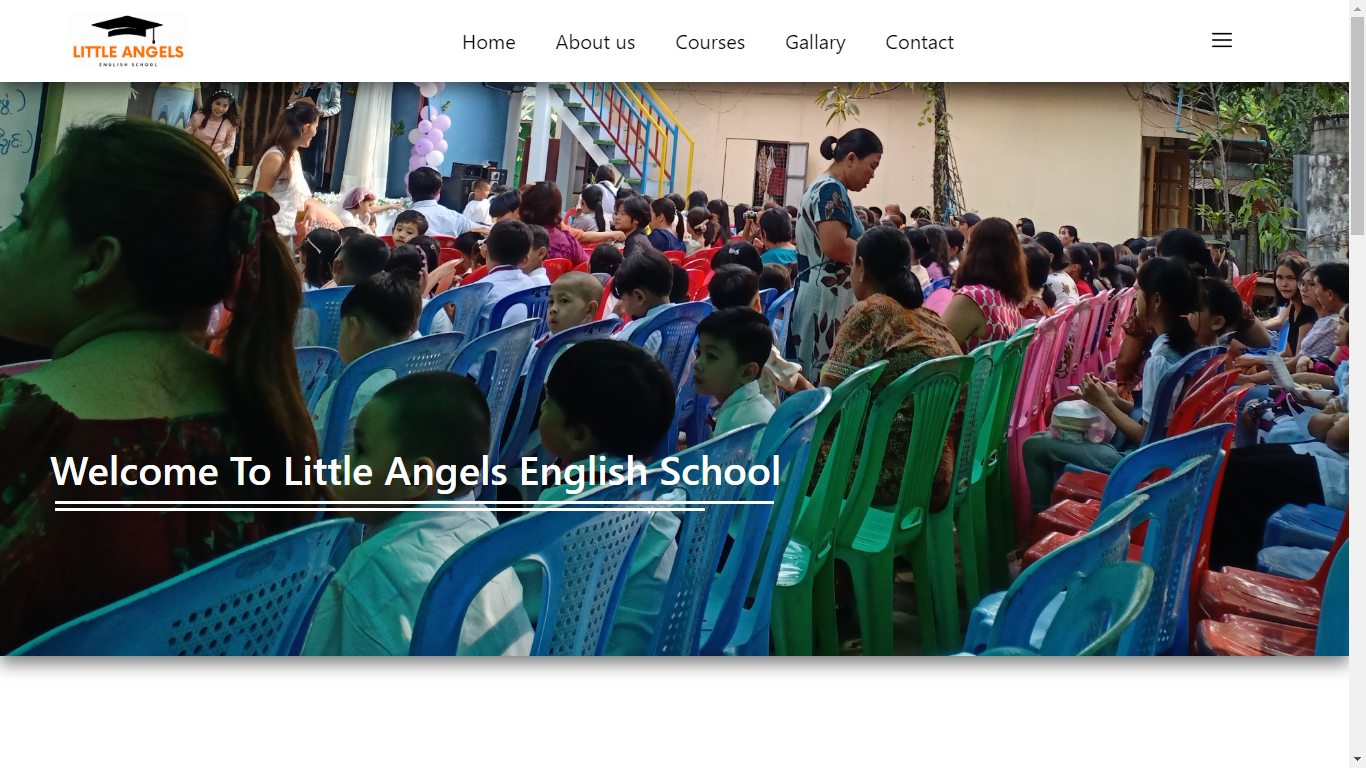 LITTLE ANGELS
ENGLISH SCHOOL
Home About us Courses Gallary Contact
Welcome To Little Angels English School